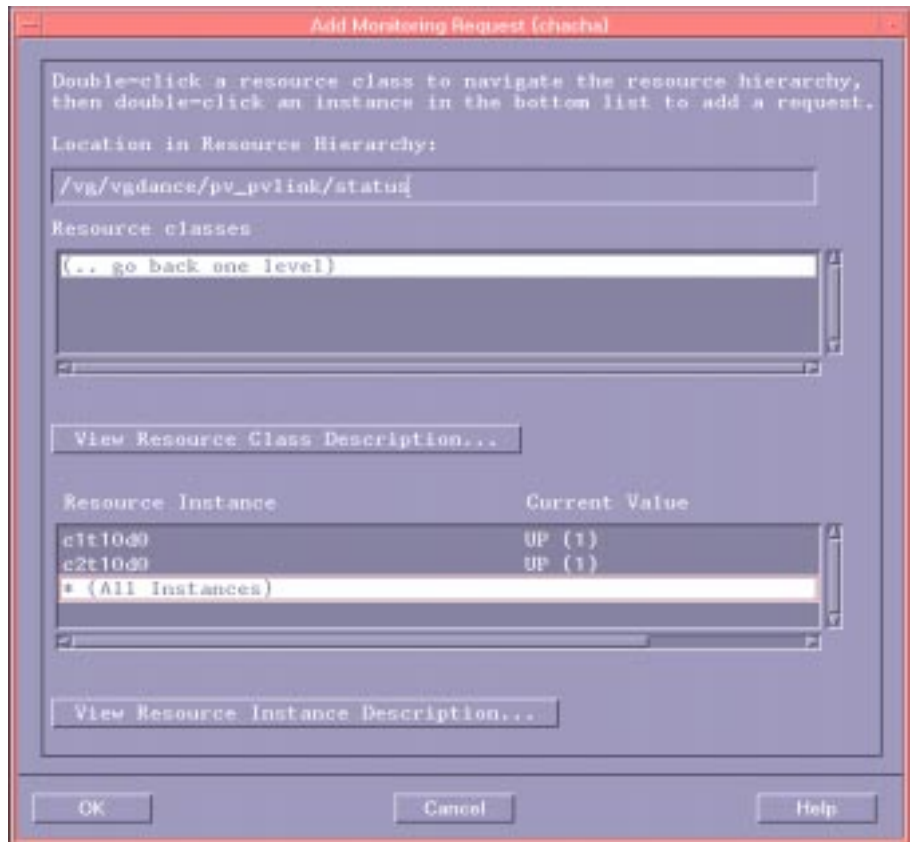 Add Monitoring Request (chacha)
Double-click a resource class to navigate the resource hierarchy,
then double-click an instance in the bottom list to add a request.
Location in Resource Hierarchy:
/vg/vgdance/pv_pvlink/status
Resource classes
(.. go back one level)
View Resource Class Description...
Resource Instance Current Value
c1t10d0 UP (1)
c2t10d0 UP (1)
* (All Instances)
View Resource Instance Description...
OK Cancel Help